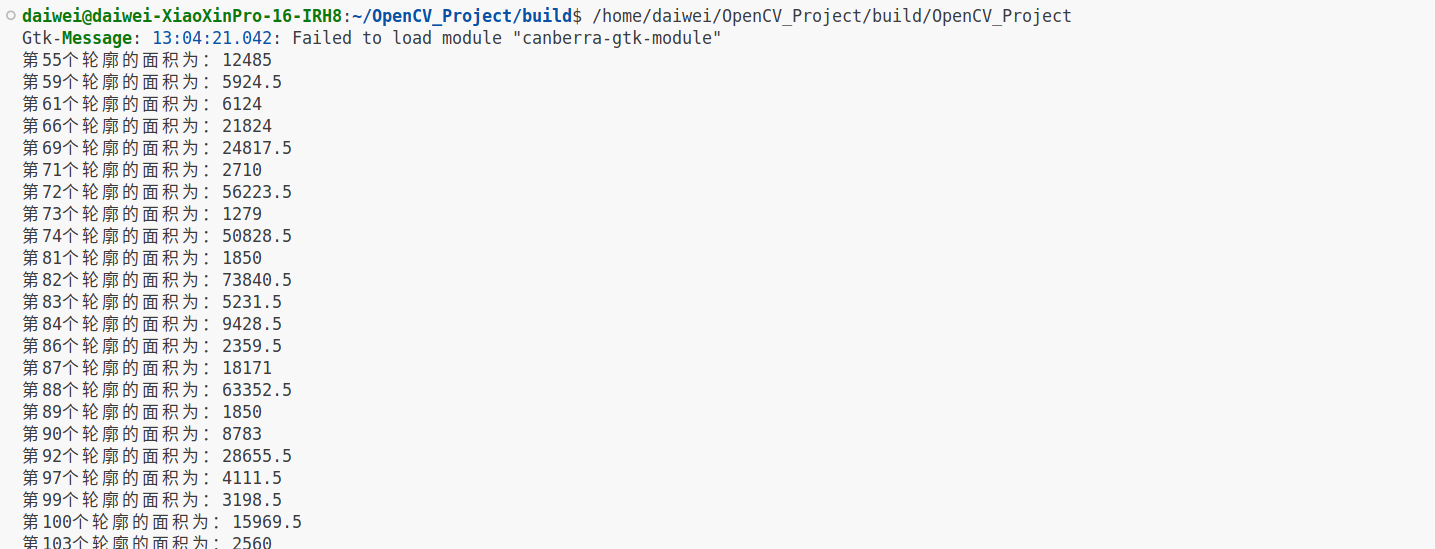 daiwei@daiwei-XiaoXinPro-16-IRH8:~/OpenCV_Project/build$ /home/daiwei/OpenCV_Project/build/OpenCV_Project
Gtk-Message: 13:04:21.042: Failed to load module "canberra-gtk-module"
第55个轮廓的面积为：12485
第59个轮廓的面积为：5924.5
第61个轮廓的面积为：6124
第66个轮廓的面积为：21824
第69个轮廓的面积为：24817.5
第71个轮廓的面积为：2710
第72个轮廓的面积为：56223.5
第73个轮廓的面积为：1279
第74个轮廓的面积为：50828.5
第81个轮廓的面积为：1850
第82个轮廓的面积为：73840.5
第83个轮廓的面积为：5231.5
第84个轮廓的面积为：9428.5
第86个轮廓的面积为：2359.5
第87个轮廓的面积为：18171
第88个轮廓的面积为：63352.5
第89个轮廓的面积为：1850
第90个轮廓的面积为：8783
第92个轮廓的面积为：28655.5
第97个轮廓的面积为：4111.5
第99个轮廓的面积为：3198.5
第100个轮廓的面积为：15969.5
第103个轮廓的面积为：2560